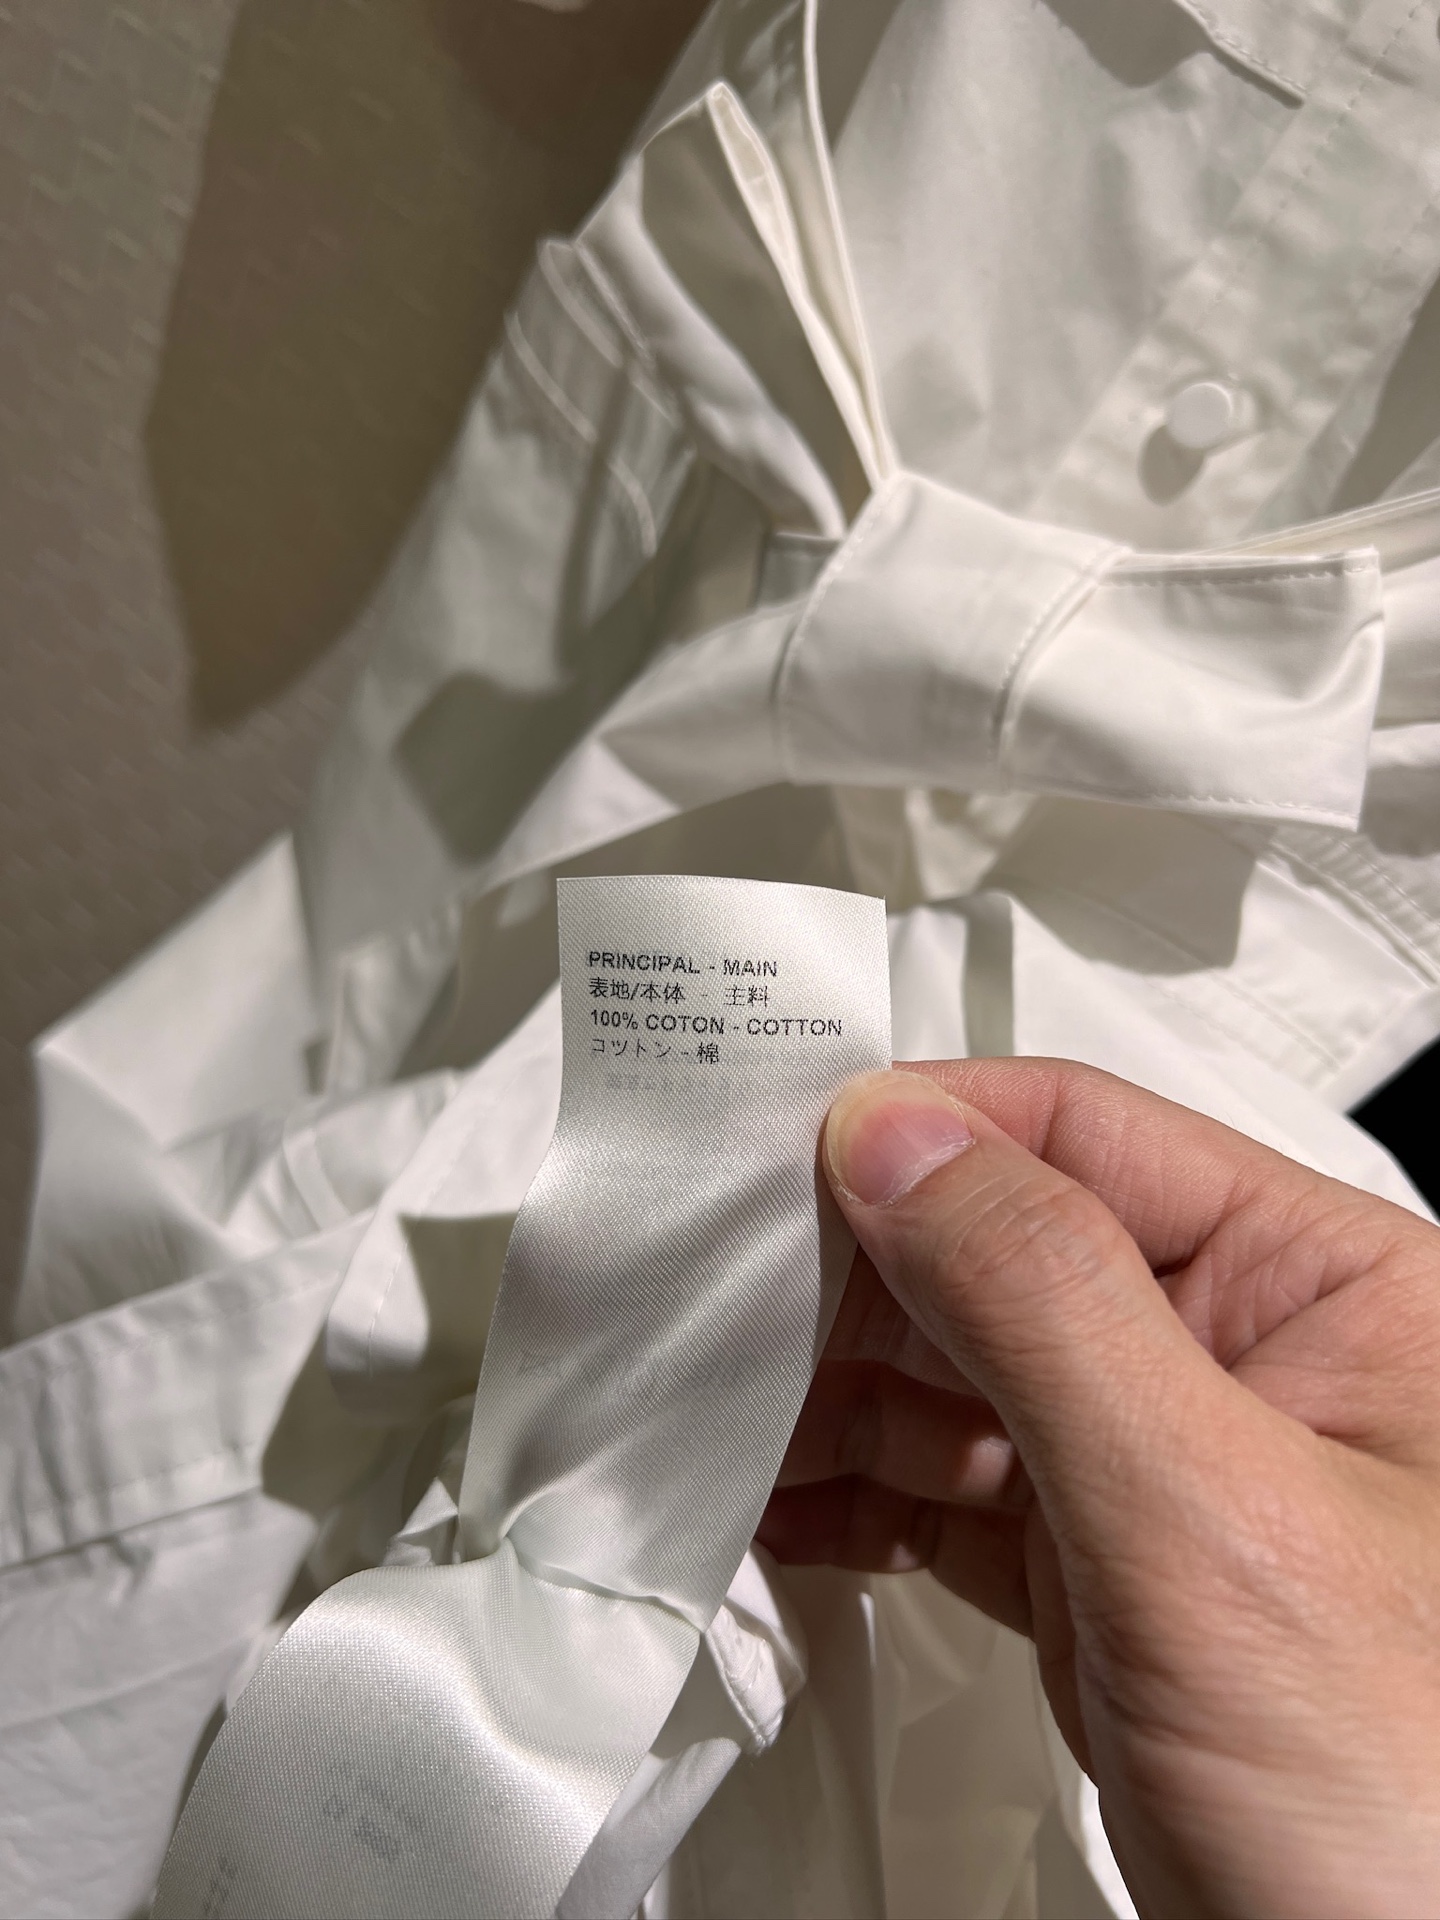 PRINCIPAL - MAIN
表地/本体 - 主料
100% COTON - COTTON
コットン - 棉